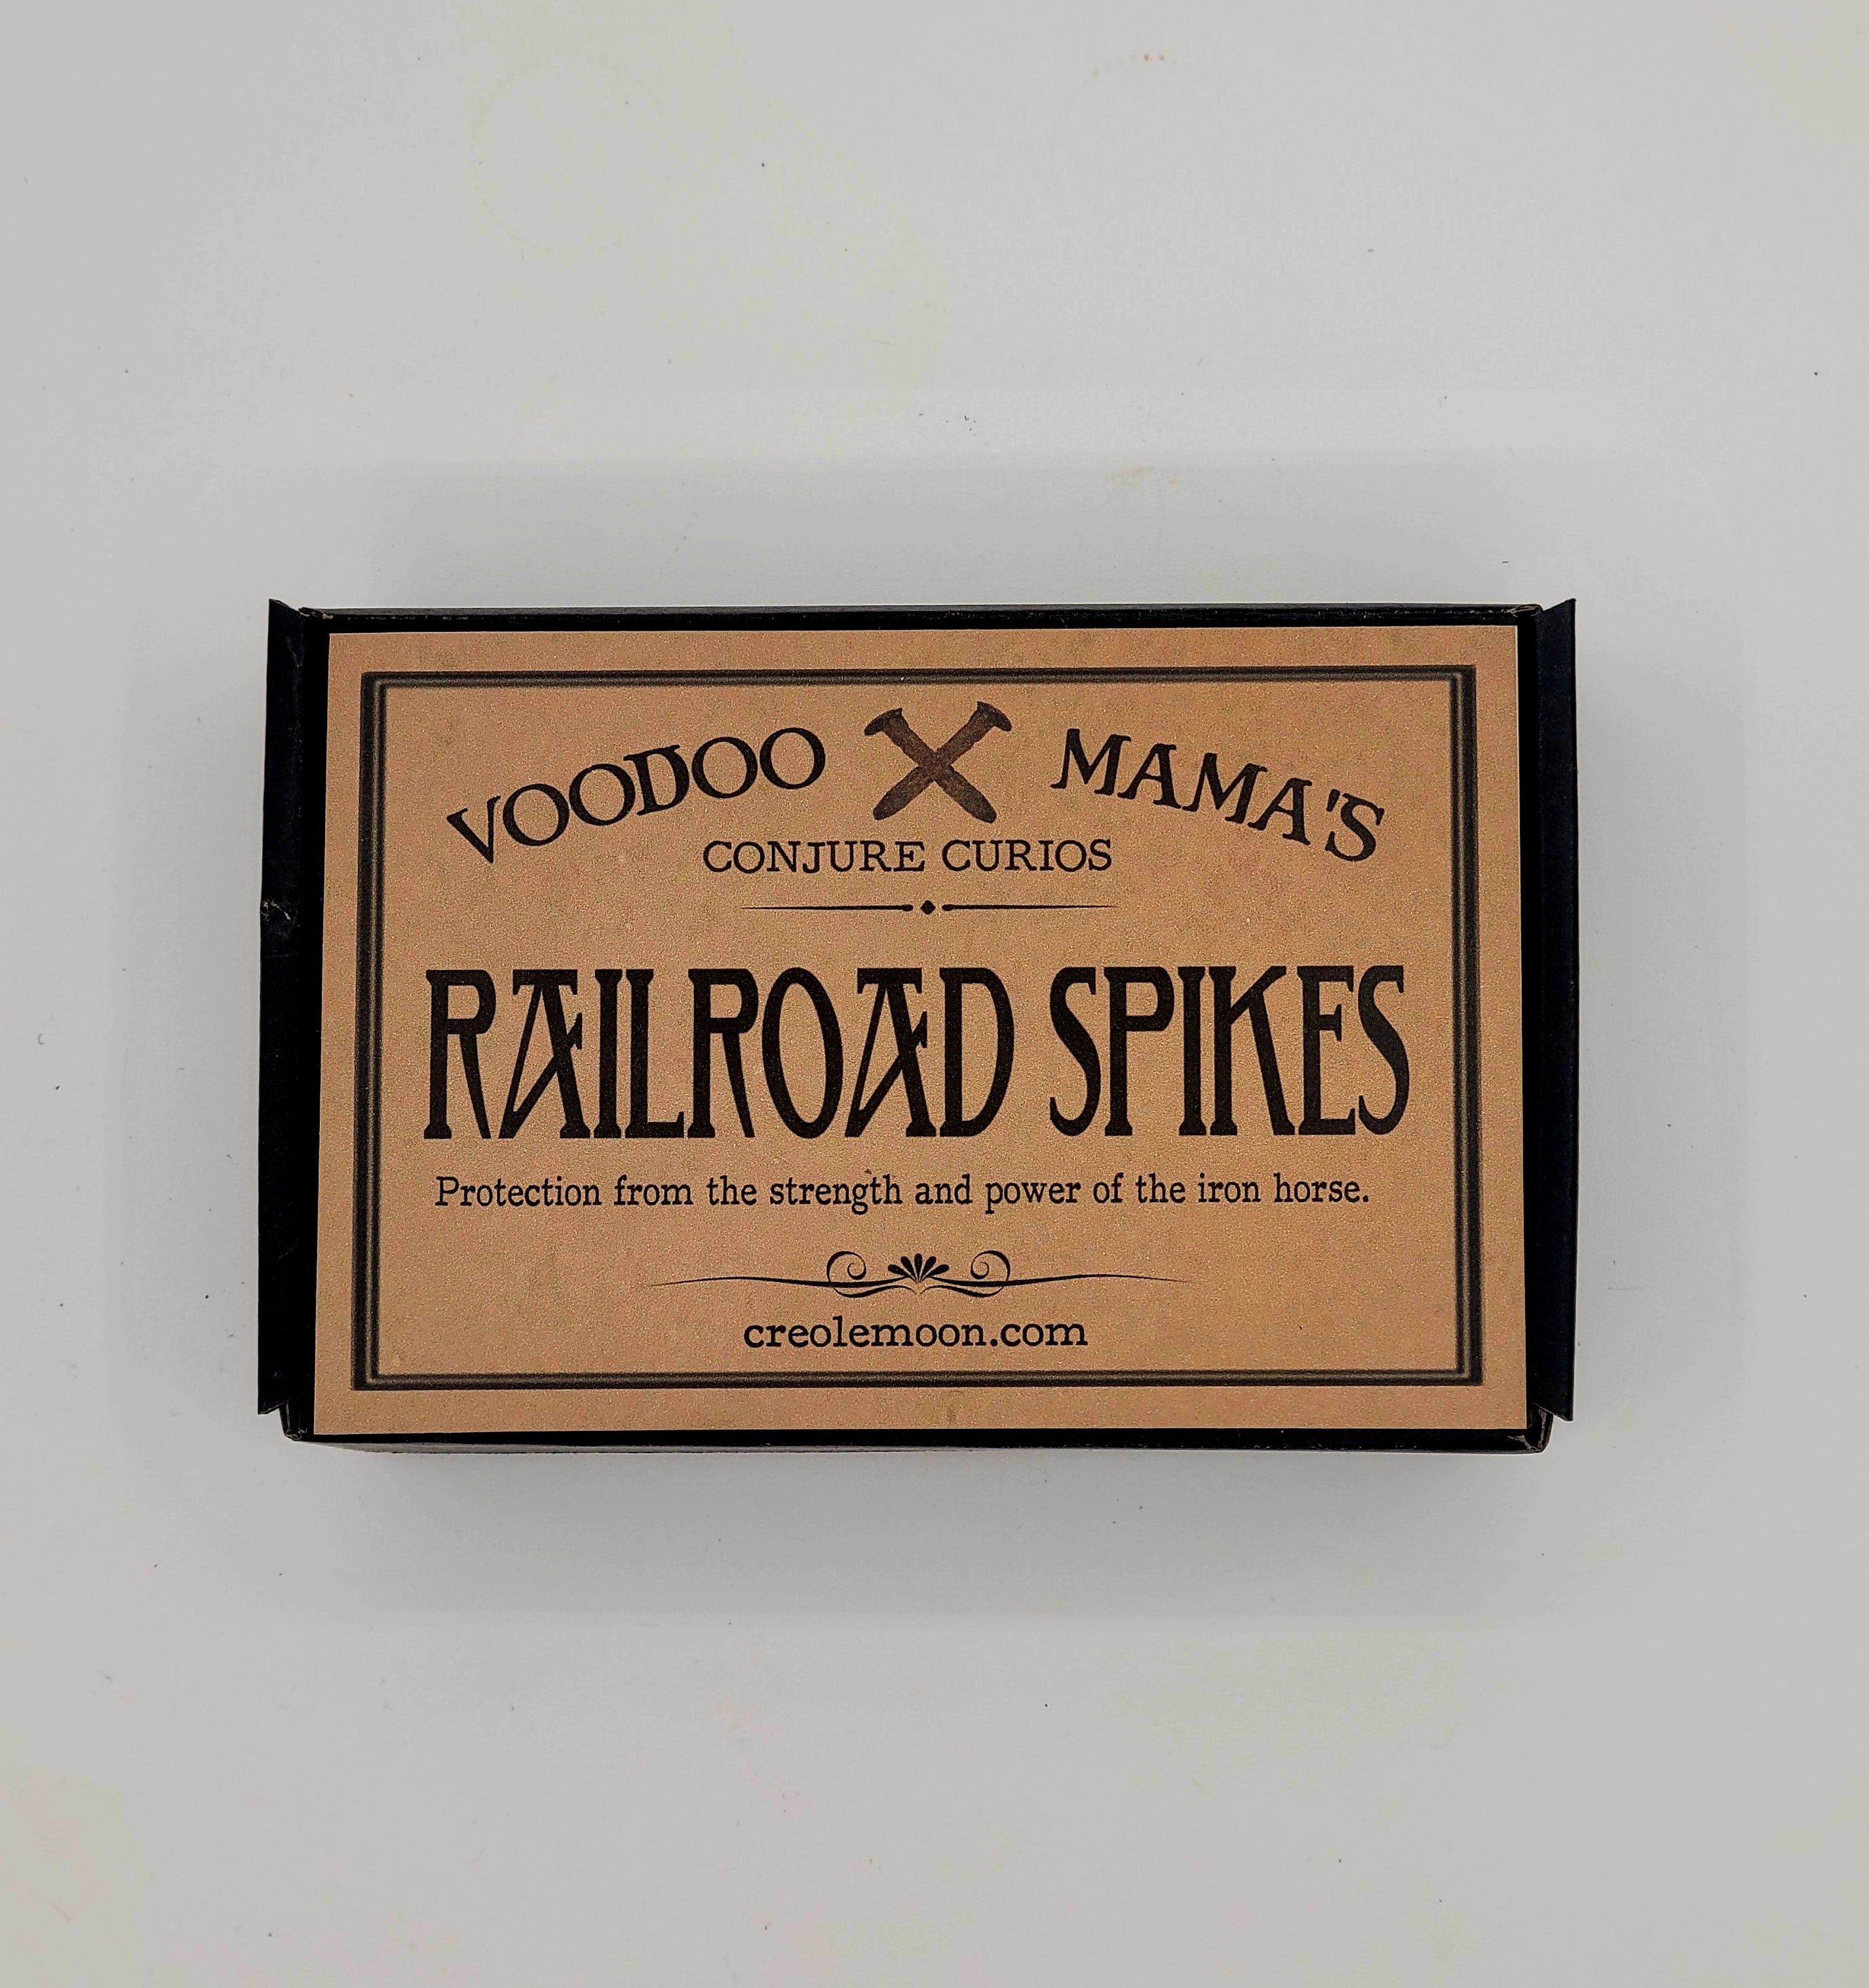 VOODOO MAMA'S
CONJURE CURIOS
RAILROAD SPIKES
Protection from the strength and power of the iron horse.
creolemoon.com